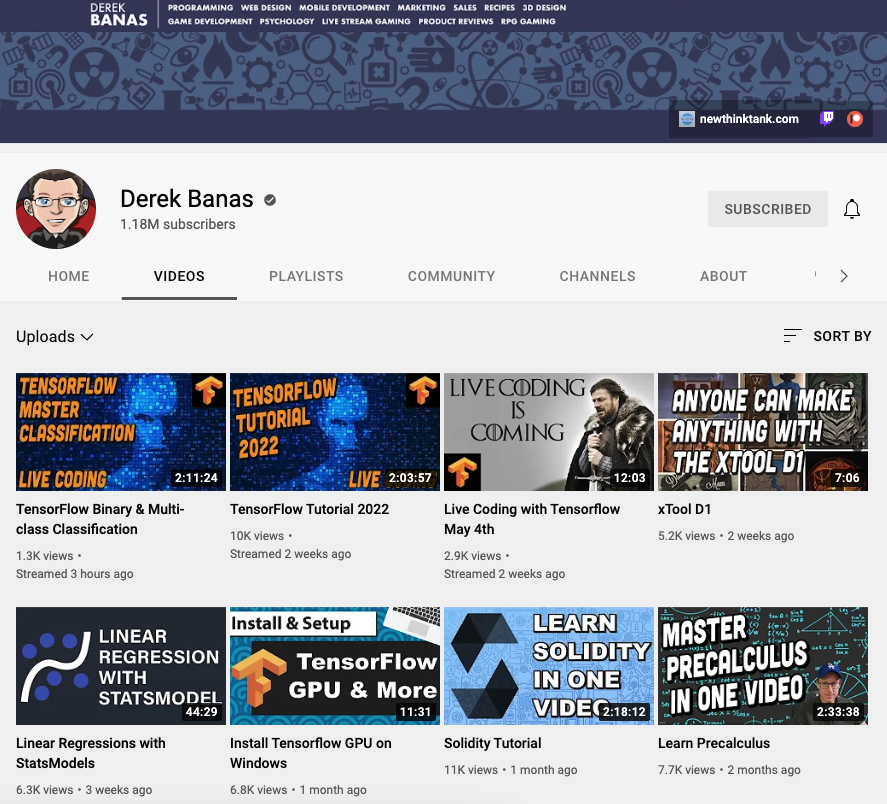 DEREK
BANAS
PROGRAMMING WEB DESIGN MOBILE DEVELOPMENT MARKETING SALES RECIPES 3D DESIGN
GAME DEVELOPMENT PSYCHOLOGY LIVE STREAM GAMING PRODUCT REVIEWS RPG GAMING
newthinktank.com
Derek Banas
1.18M subscribers
SUBSCRIBED
HOME VIDEOS PLAYLISTS COMMUNITY CHANNELS ABOUT
Uploads
SORT BY
TENSORFLOW
MASTER
CLASSIFICATION
LIVE CODING
2:11:24
TensorFlow Binary & Multi-
class Classification
1.3K views •
Streamed 3 hours ago
TENSORFLOW
TUTORIAL
2022
LIVE
2:03:57
TensorFlow Tutorial 2022
10K views •
Streamed 2 weeks ago
LIVE CODING
IS
COMING
12:03
Live Coding with Tensorflow
May 4th
2.9K views •
Streamed 2 weeks ago
ANYONE CAN MAKE
ANYTHING WITH
THE XTOOL D1
7:06
xTool D1
5.2K views • 2 weeks ago
LINEAR
REGRESSION
WITH
STATSMODEL
44:29
Linear Regressions with
StatsModels
6.3K views • 3 weeks ago
Install & Setup
TensorFlow
GPU & More
11:31
Install Tensorflow GPU on
Windows
6.8K views • 1 month ago
LEARN
SOLIDITY
IN ONE
VIDEO
2:18:12
Solidity Tutorial
11K views • 1 month ago
MASTER
PRECALCULUS
IN ONE VIDEO
2:33:38
Learn Precalculus
7.7K views • 2 months ago